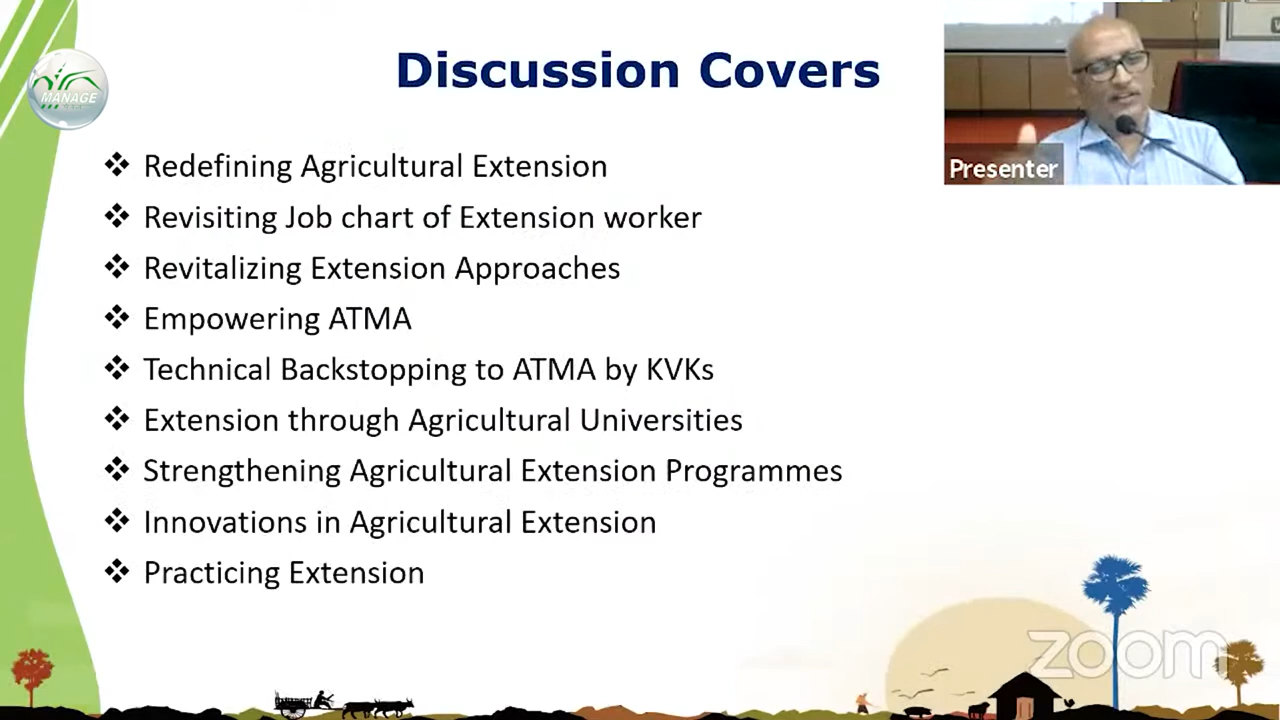 Discussion Covers
MANAGE
Presenter
❖ Redefining Agricultural Extension
❖ Revisiting Job chart of Extension worker
❖ Revitalizing Extension Approaches
❖ Empowering ATMA
❖ Technical Backstopping to ATMA by KVKs
❖ Extension through Agricultural Universities
❖ Strengthening Agricultural Extension Programmes
❖ Innovations in Agricultural Extension
❖ Practicing Extension
zoom